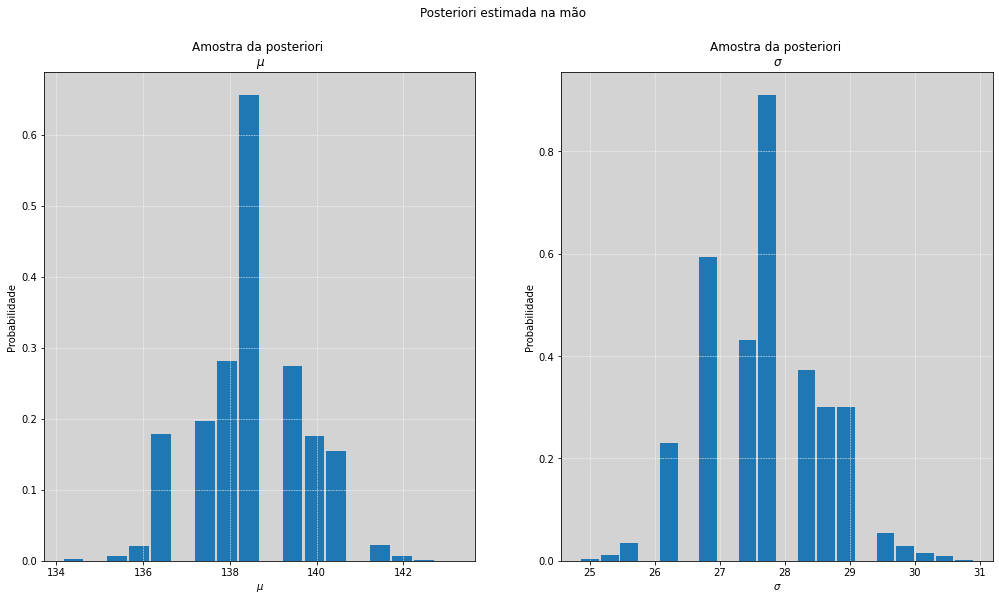 Posteriori estimada na mão
Amostra da posteriori
μ
0.6
0.5
0.4
0.3
0.2
0.1
0.0
Probabilidade
134 136 138 140 142
μ
Amostra da posteriori
σ
0.8
0.6
0.4
0.2
0.0
Probabilidade
25 26 27 28 29 30 31
σ